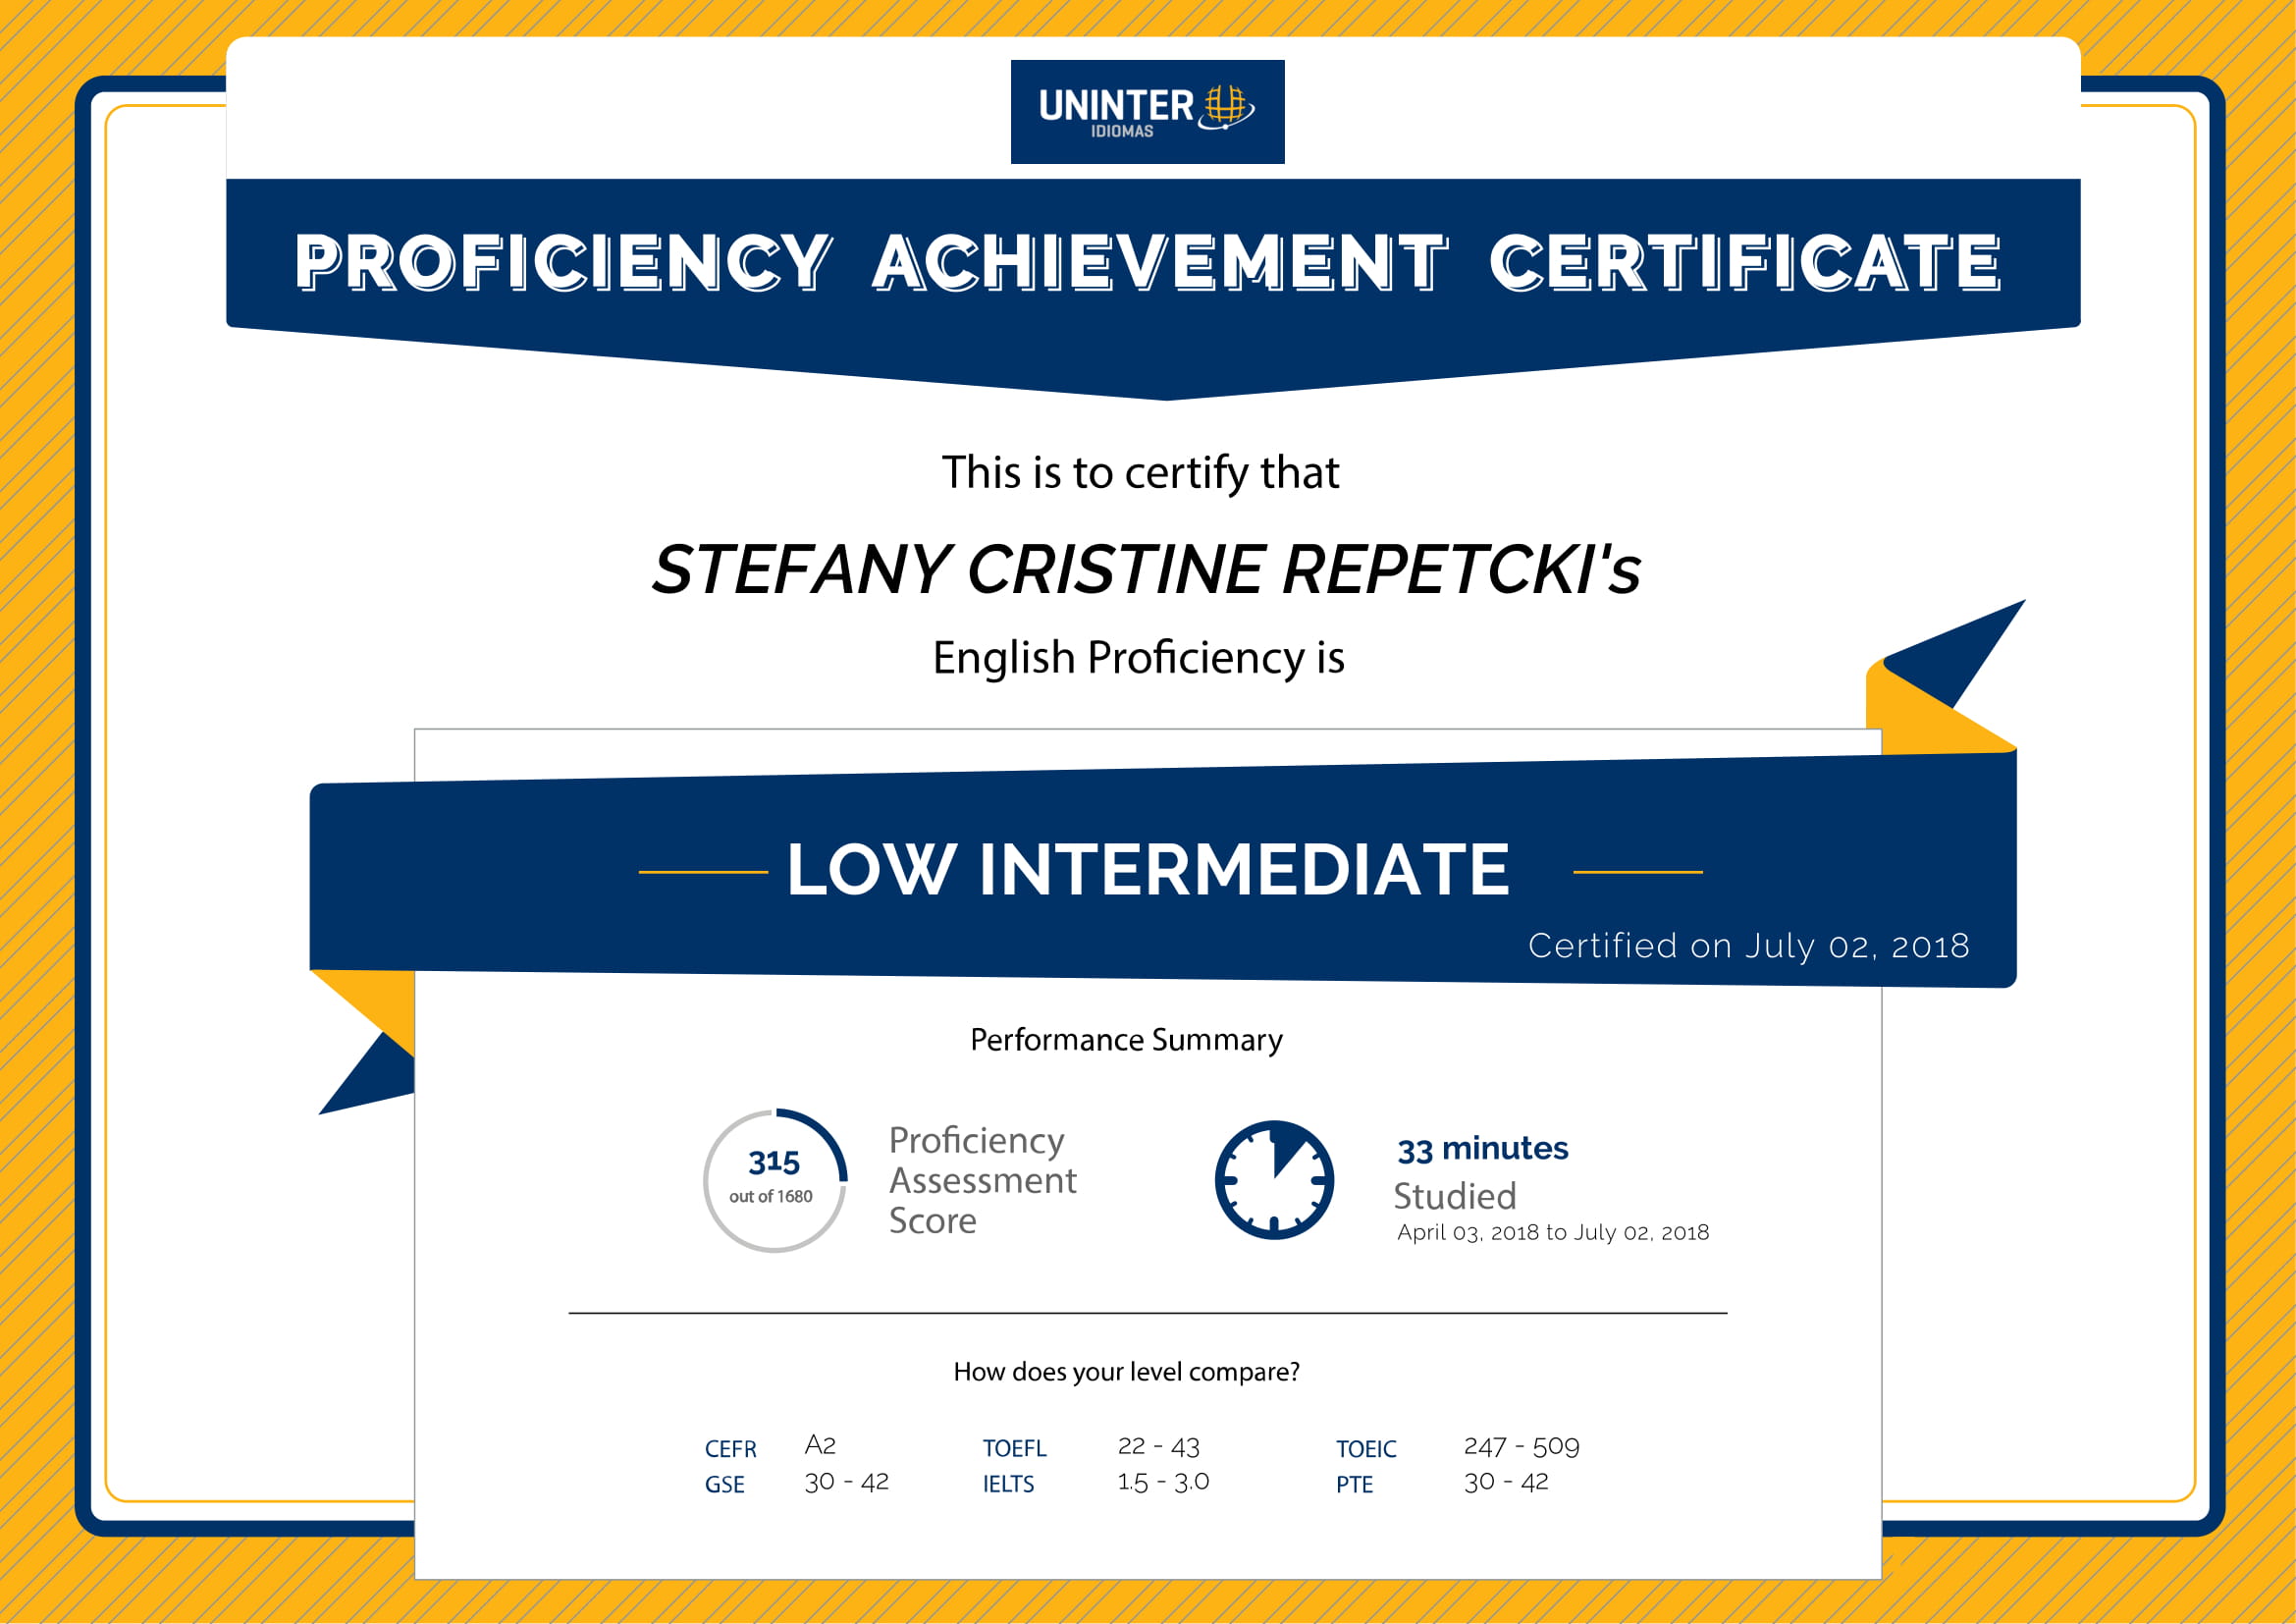 UNINTER
IDIOMAS
PROFICIENCY ACHIEVEMENT CERTIFICATE
This is to certify that
STEFANY CRISTINE REPETCKI's
English Proficiency is
LOW INTERMEDIATE
Certified on July 02, 2018
Performance Summary
315
out of 1680
Proficiency
Assessment
Score
33 minutes
Studied
April 03, 2018 to July 02, 2018
How does your level compare?
CEFR A2 TOEFL 22 - 43 TOEIC 247 - 509
GSE 30 - 42 IELTS 1.5 - 3.0 PTE 30 - 42